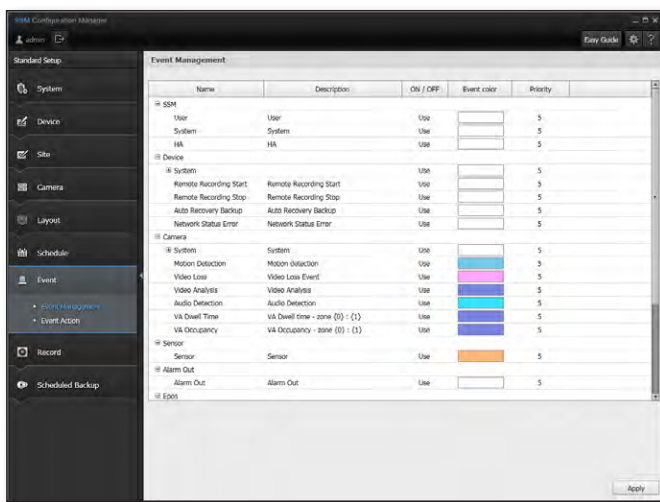 SSM Configuration Manager
admin
Easy Guide ?
Standard Setup
System
Device
Site
Camera
Layout
Schedule
Event
• Event Management
• Event Action
Record
Scheduled Backup
Event Management
Name Description ON / OFF Event color Priority
SSM
User User Use 5
System System Use 5
HA HA Use 5
Device
System Use 5
Remote Recording Start Remote Recording Start Use 5
Remote Recording Stop Remote Recording Stop Use 5
Auto Recovery Backup Auto Recovery Backup Use 5
Network Status Error Network Status Error Use 5
Camera
System System Use 5
Motion Detection Motion detection Use 5
Video Loss Video Loss Event Use 5
Video Analysis Video Analysis Use 5
Audio Detection Audio Detection Use 5
VA Dwell Time VA Dwell time - zone {0} : {1} Use 5
VA Occupancy VA Occupancy - zone {0} : {1} Use 5
Sensor
Sensor Sensor Use 5
Alarm Out
Alarm Out Alarm Out Use 5
Epos
Apply